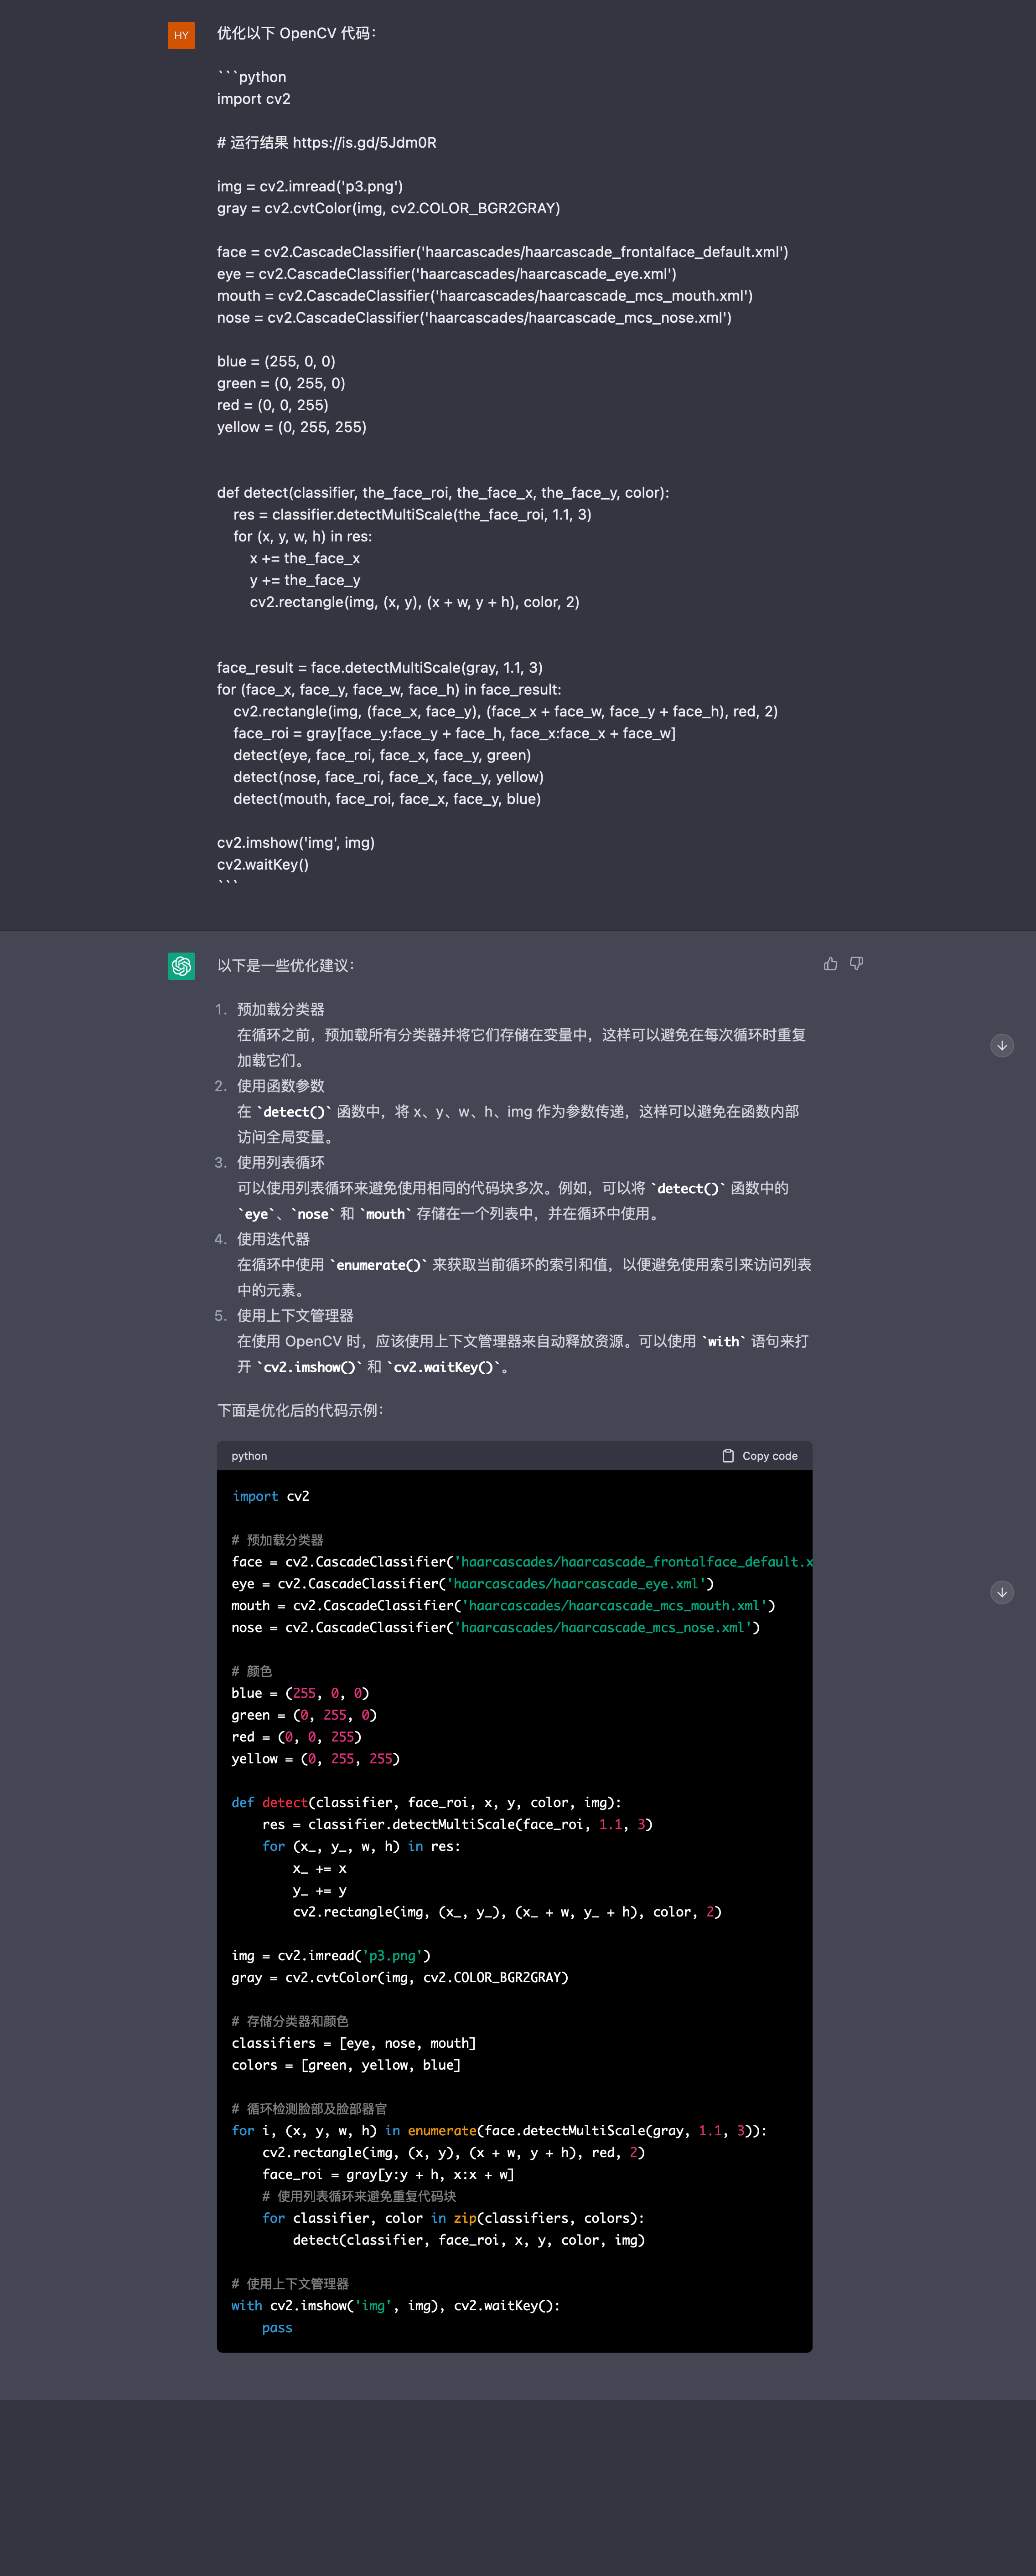 HY
优化以下 OpenCV 代码：
```python
import cv2
# 运行结果 https://is.gd/5Jdm0R
img = cv2.imread('p3.png')
gray = cv2.cvtColor(img, cv2.COLOR_BGR2GRAY)
face = cv2.CascadeClassifier('haarcascades/haarcascade_frontalface_default.xml')
eye = cv2.CascadeClassifier('haarcascades/haarcascade_eye.xml')
mouth = cv2.CascadeClassifier('haarcascades/haarcascade_mcs_mouth.xml')
nose = cv2.CascadeClassifier('haarcascades/haarcascade_mcs_nose.xml')
blue = (255, 0, 0)
green = (0, 255, 0)
red = (0, 0, 255)
yellow = (0, 255, 255)
def detect(classifier, the_face_roi, the_face_x, the_face_y, color):
    res = classifier.detectMultiScale(the_face_roi, 1.1, 3)
    for (x, y, w, h) in res:
        x += the_face_x
        y += the_face_y
        cv2.rectangle(img, (x, y), (x + w, y + h), color, 2)
face_result = face.detectMultiScale(gray, 1.1, 3)
for (face_x, face_y, face_w, face_h) in face_result:
    cv2.rectangle(img, (face_x, face_y), (face_x + face_w, face_y + face_h), red, 2)
    face_roi = gray[face_y:face_y + face_h, face_x:face_x + face_w]
    detect(eye, face_roi, face_x, face_y, green)
    detect(nose, face_roi, face_x, face_y, yellow)
    detect(mouth, face_roi, face_x, face_y, blue)
cv2.imshow('img', img)
cv2.waitKey()
```
以下是一些优化建议：
1. 预加载分类器
在循环之前，预加载所有分类器并将它们存储在变量中，这样可以避免在每次循环时重复
加载它们。
2. 使用函数参数
在 `detect()` 函数中，将 x、y、w、h、img 作为参数传递，这样可以避免在函数内部
访问全局变量。
3. 使用列表循环
可以使用列表循环来避免使用相同的代码块多次。例如，可以将 `detect()` 函数中的
`eye`、`nose` 和 `mouth` 存储在一个列表中，并在循环中使用。
4. 使用迭代器
在循环中使用 `enumerate()` 来获取当前循环的索引和值，以便避免使用索引来访问列表
中的元素。
5. 使用上下文管理器
在使用 OpenCV 时，应该使用上下文管理器来自动释放资源。可以使用 `with` 语句来打
开 `cv2.imshow()` 和 `cv2.waitKey()`。
下面是优化后的代码示例：
python Copy code
import cv2
# 预加载分类器
face = cv2.CascadeClassifier('haarcascades/haarcascade_frontalface_default.x
eye = cv2.CascadeClassifier('haarcascades/haarcascade_eye.xml')
mouth = cv2.CascadeClassifier('haarcascades/haarcascade_mcs_mouth.xml')
nose = cv2.CascadeClassifier('haarcascades/haarcascade_mcs_nose.xml')
# 颜色
blue = (255, 0, 0)
green = (0, 255, 0)
red = (0, 0, 255)
yellow = (0, 255, 255)
def detect(classifier, face_roi, x, y, color, img):
    res = classifier.detectMultiScale(face_roi, 1.1, 3)
    for (x_, y_, w, h) in res:
        x_ += x
        y_ += y
        cv2.rectangle(img, (x_, y_), (x_ + w, y_ + h), color, 2)
img = cv2.imread('p3.png')
gray = cv2.cvtColor(img, cv2.COLOR_BGR2GRAY)
# 存储分类器和颜色
classifiers = [eye, nose, mouth]
colors = [green, yellow, blue]
# 循环检测脸部及脸部器官
for i, (x, y, w, h) in enumerate(face.detectMultiScale(gray, 1.1, 3)):
    cv2.rectangle(img, (x, y), (x + w, y + h), red, 2)
    face_roi = gray[y:y + h, x:x + w]
    # 使用列表循环来避免重复代码块
    for classifier, color in zip(classifiers, colors):
        detect(classifier, face_roi, x, y, color, img)
# 使用上下文管理器
with cv2.imshow('img', img), cv2.waitKey():
    pass